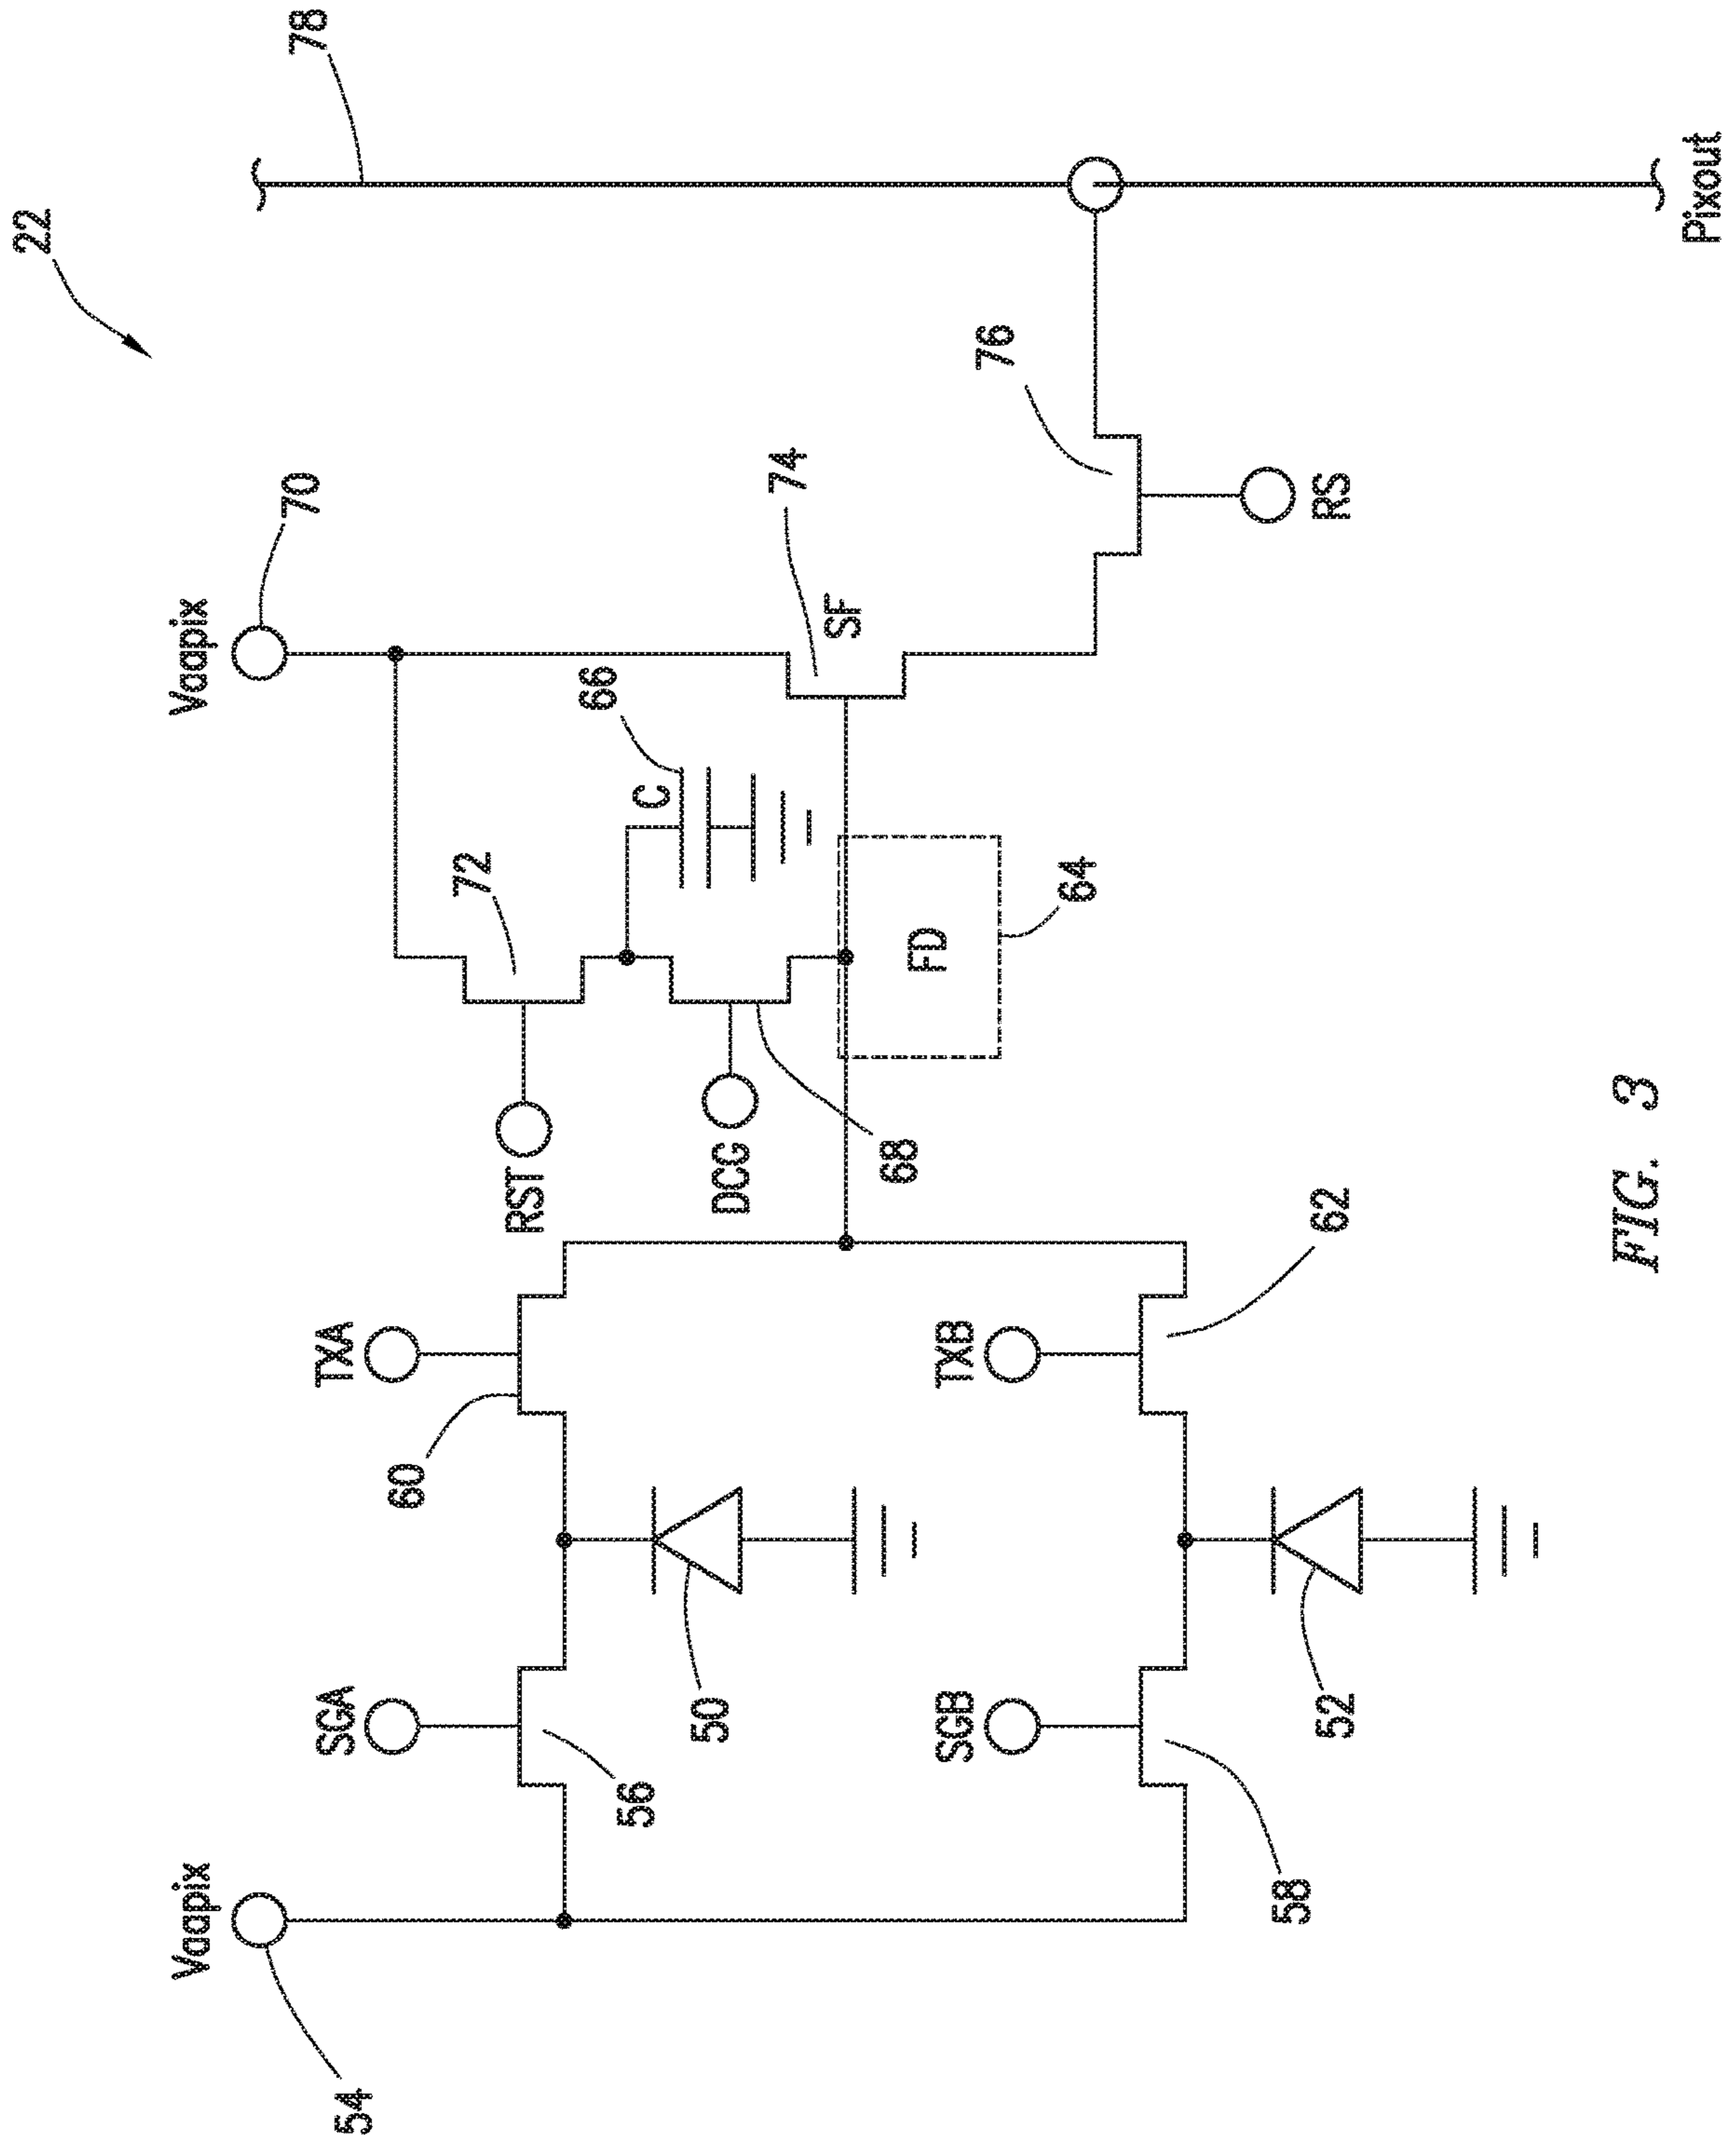 22
Vaapix
Vaapix
70
78
54
SGA
TXA
60
72
RST
66
56
C
50
DCG
74
SF
68
FD
SGB
TXB
76
64
58
52
62
RS
FIG. 3
Pixout